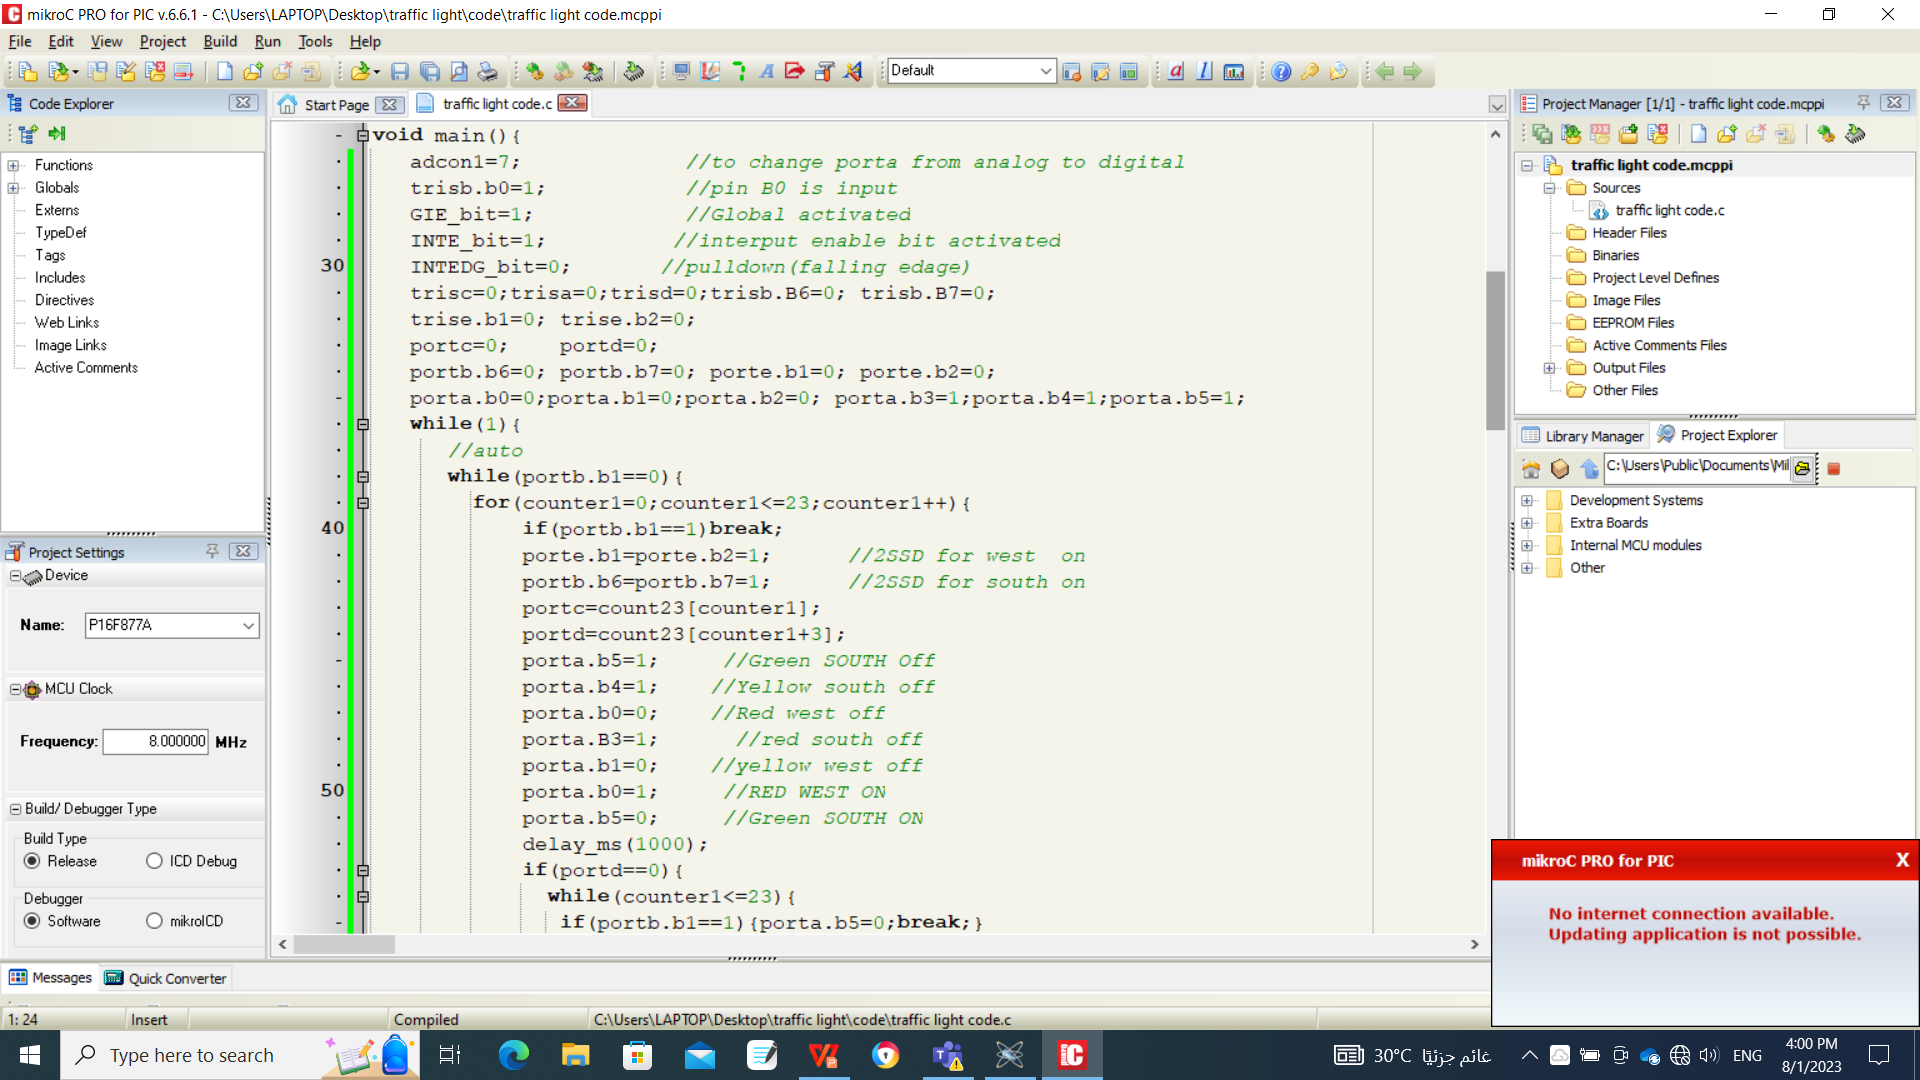 mikroC PRO for PIC v.6.6.1 - C:\Users\LAPTOP\Desktop\traffic light\code\traffic light code.mcppi
File Edit View Project Build Run Tools Help
Default
Code Explorer
Functions
Globals
Externs
TypeDef
Tags
Includes
Directives
Web Links
Image Links
Active Comments
Project Settings
Device
Name: P16F877A
MCU Clock
Frequency: 8.000000 MHz
Build/ Debugger Type
Build Type
Release ICD Debug
Debugger
Software mikroICD
Start Page traffic light code.c
void main(){
adcon1=7; //to change porta from analog to digital
trisb.b0=1; //pin B0 is input
GIE_bit=1; //Global activated
INTE_bit=1; //interput enable bit activated
30 INTEDG_bit=0; //pulldown(falling edage)
trisc=0;trisa=0;trisd=0;trisb.B6=0; trisb.B7=0;
trise.b1=0; trise.b2=0;
portc=0; portd=0;
portb.b6=0; portb.b7=0; porte.b1=0; porte.b2=0;
porta.b0=0;porta.b1=0;porta.b2=0; porta.b3=1;porta.b4=1;porta.b5=1;
while(1){
//auto
while(portb.b1==0){
for(counter1=0;counter1<=23;counter1++){
40 if(portb.b1==1)break;
porte.b1=porte.b2=1; //2SSD for west on
portb.b6=portb.b7=1; //2SSD for south on
portc=count23[counter1];
portd=count23[counter1+3];
porta.b5=1; //Green SOUTH Off
porta.b4=1; //Yellow south off
porta.b0=0; //Red west off
porta.B3=1; //red south off
porta.b1=0; //yellow west off
50 porta.b0=1; //RED WEST ON
porta.b5=0; //Green SOUTH ON
delay_ms(1000);
if(portd==0){
while(counter1<=23){
if(portb.b1==1){porta.b5=0;break;}
Project Manager [1/1] - traffic light code.mcppi
traffic light code.mcppi
Sources
traffic light code.c
Header Files
Binaries
Project Level Defines
Image Files
EEPROM Files
Active Comments Files
Output Files
Other Files
Library Manager Project Explorer
C:\Users\Public\Documents\Mil
Development Systems
Extra Boards
Internal MCU modules
Other
mikroC PRO for PIC X
No internet connection available.
Updating application is not possible.
Messages Quick Converter
1: 24 Insert Compiled C:\Users\LAPTOP\Desktop\traffic light\code\traffic light code.c
Type here to search
30°C غائم جزئيًا
ENG
4:00 PM
8/1/2023